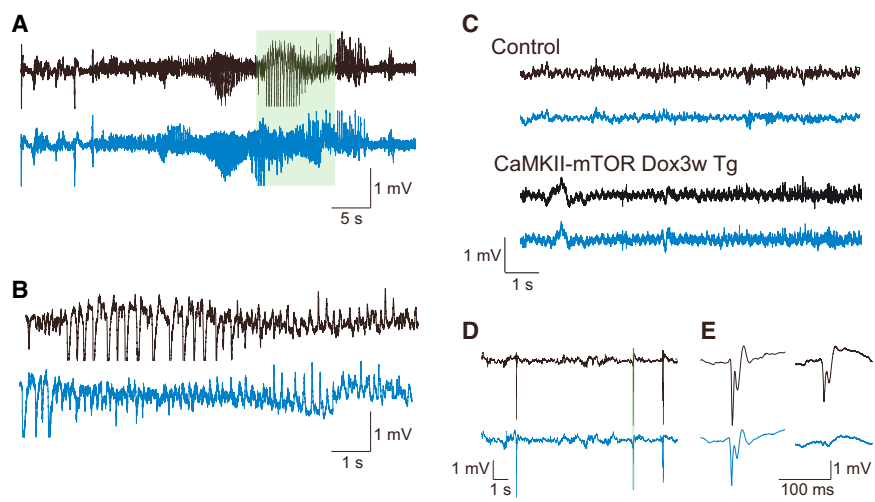 A
1 mV
5 s
B
1 mV
1 s
C
Control
CaMKII-mTOR Dox3w Tg
1 mV
1 s
D
E
1 mV
1 s
1 mV
100 ms